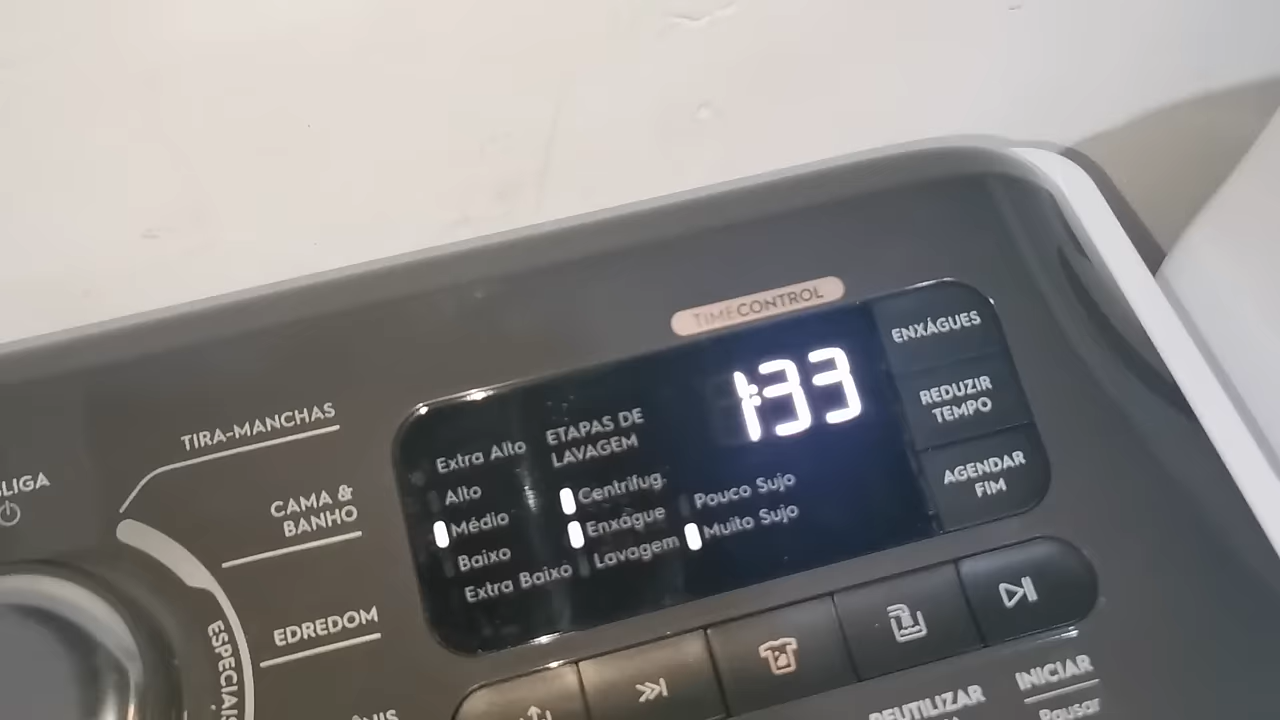 TIRA-MANCHAS
CAMA &
BANHO
EDREDOM
ESPECIAIS
TIMECONTROL
1:33
Extra Alto
Alto
Médio
Baixo
Extra Baixo
ETAPAS DE
LAVAGEM
Centrifug.
Enxágue
Lavagem
Pouco Sujo
Muito Sujo
ENXÁGUES
REDUZIR
TEMPO
AGENDAR
FIM
REUTILIZAR
INICIAR
Pausar